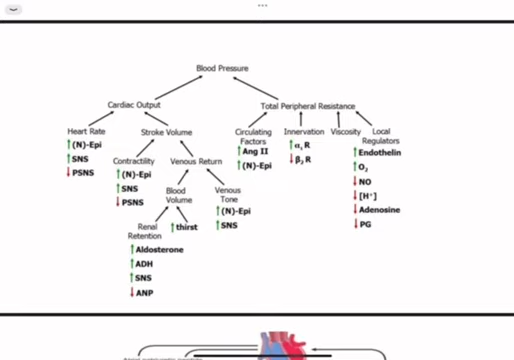 Blood Pressure
Cardiac Output
Total Peripheral Resistance
Heart Rate
↑(N)-Epi
↑SNS
↓PSNS
Stroke Volume
Contractility
↑(N)-Epi
↑SNS
↓PSNS
Venous Return
Blood
Volume
Renal
Retention
↑Aldosterone
↑ADH
↑SNS
↓ANP
↑thirst
Venous
Tone
↑(N)-Epi
↑SNS
Circulating
Factors
↑Ang II
↑(N)-Epi
Innervation
↑α₁R
↓β₂R
Viscosity
Local
Regulators
↑Endothelin
↑O₂
↓NO
↓[H⁺]
↓Adenosine
↓PG